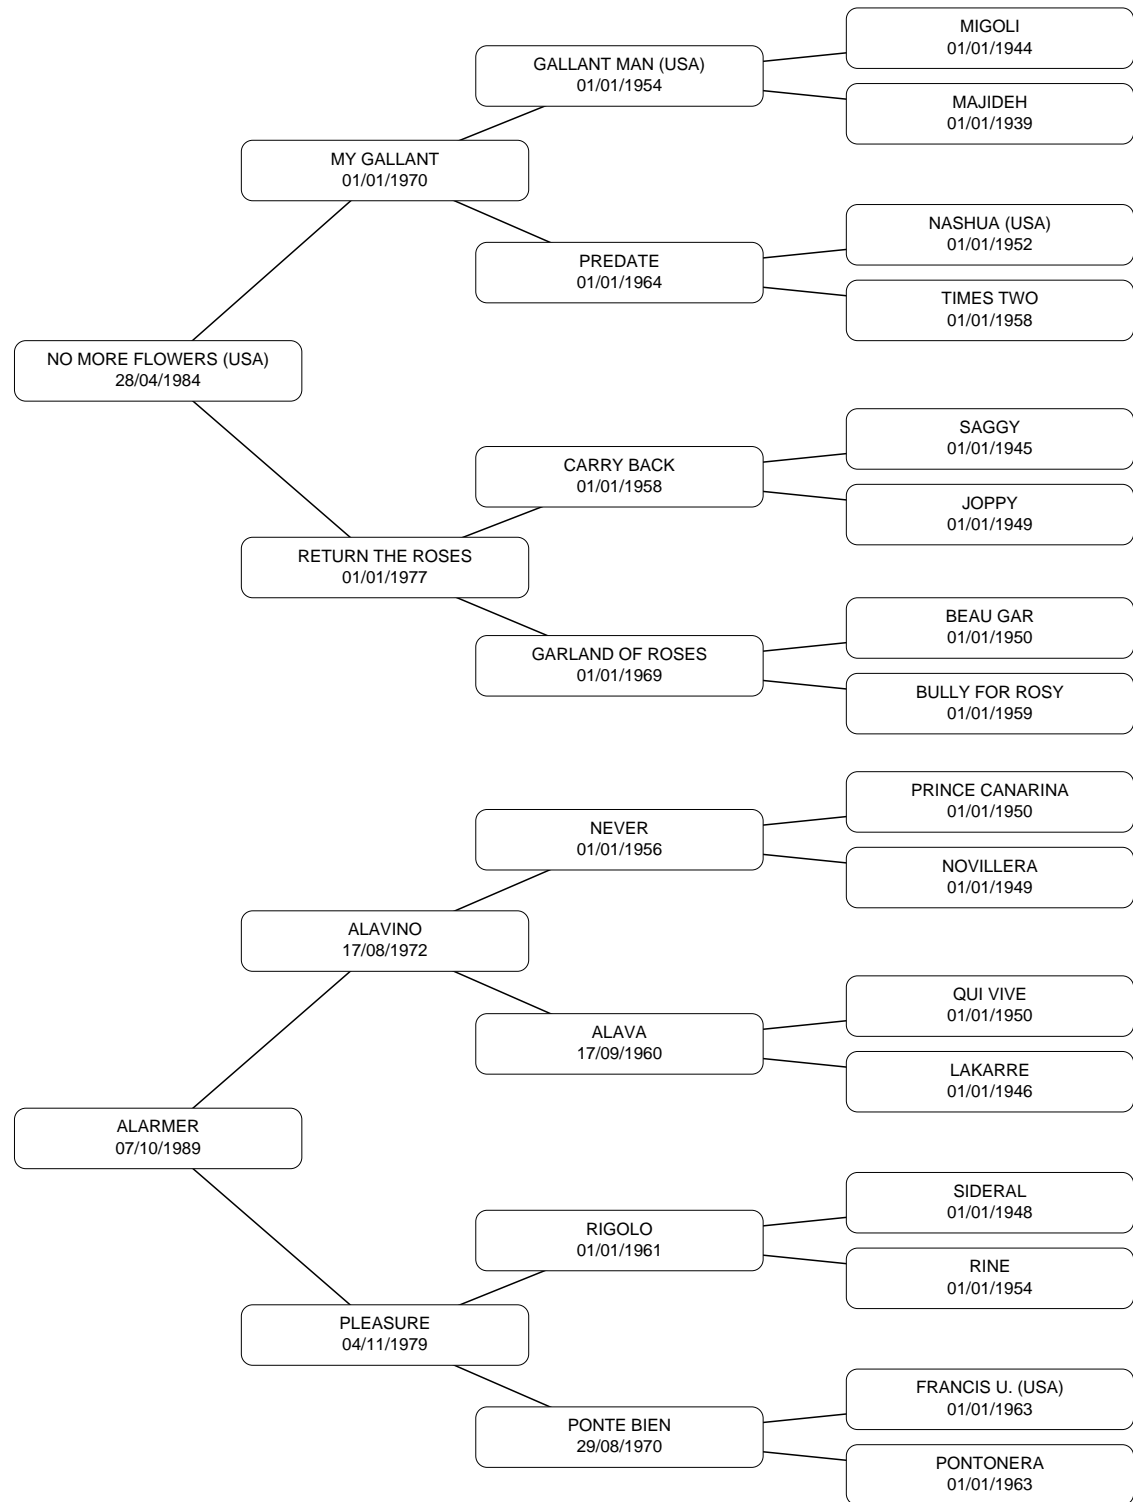 MIGOLI
01/01/1944
GALLANT MAN (USA)
01/01/1954
MAJIDEH
01/01/1939
MY GALLANT
01/01/1970
NASHUA (USA)
01/01/1952
PREDATE
01/01/1964
TIMES TWO
01/01/1958
NO MORE FLOWERS (USA)
28/04/1984
SAGGY
01/01/1945
CARRY BACK
01/01/1958
JOPPY
01/01/1949
RETURN THE ROSES
01/01/1977
BEAU GAR
01/01/1950
GARLAND OF ROSES
01/01/1969
BULLY FOR ROSY
01/01/1959
PRINCE CANARINA
01/01/1950
NEVER
01/01/1956
NOVILLERA
01/01/1949
ALAVINO
17/08/1972
QUI VIVE
01/01/1950
ALAVA
17/09/1960
LAKARRE
01/01/1946
ALARMER
07/10/1989
SIDERAL
01/01/1948
RIGOLO
01/01/1961
RINE
01/01/1954
PLEASURE
04/11/1979
FRANCIS U. (USA)
01/01/1963
PONTE BIEN
29/08/1970
PONTONERA
01/01/1963